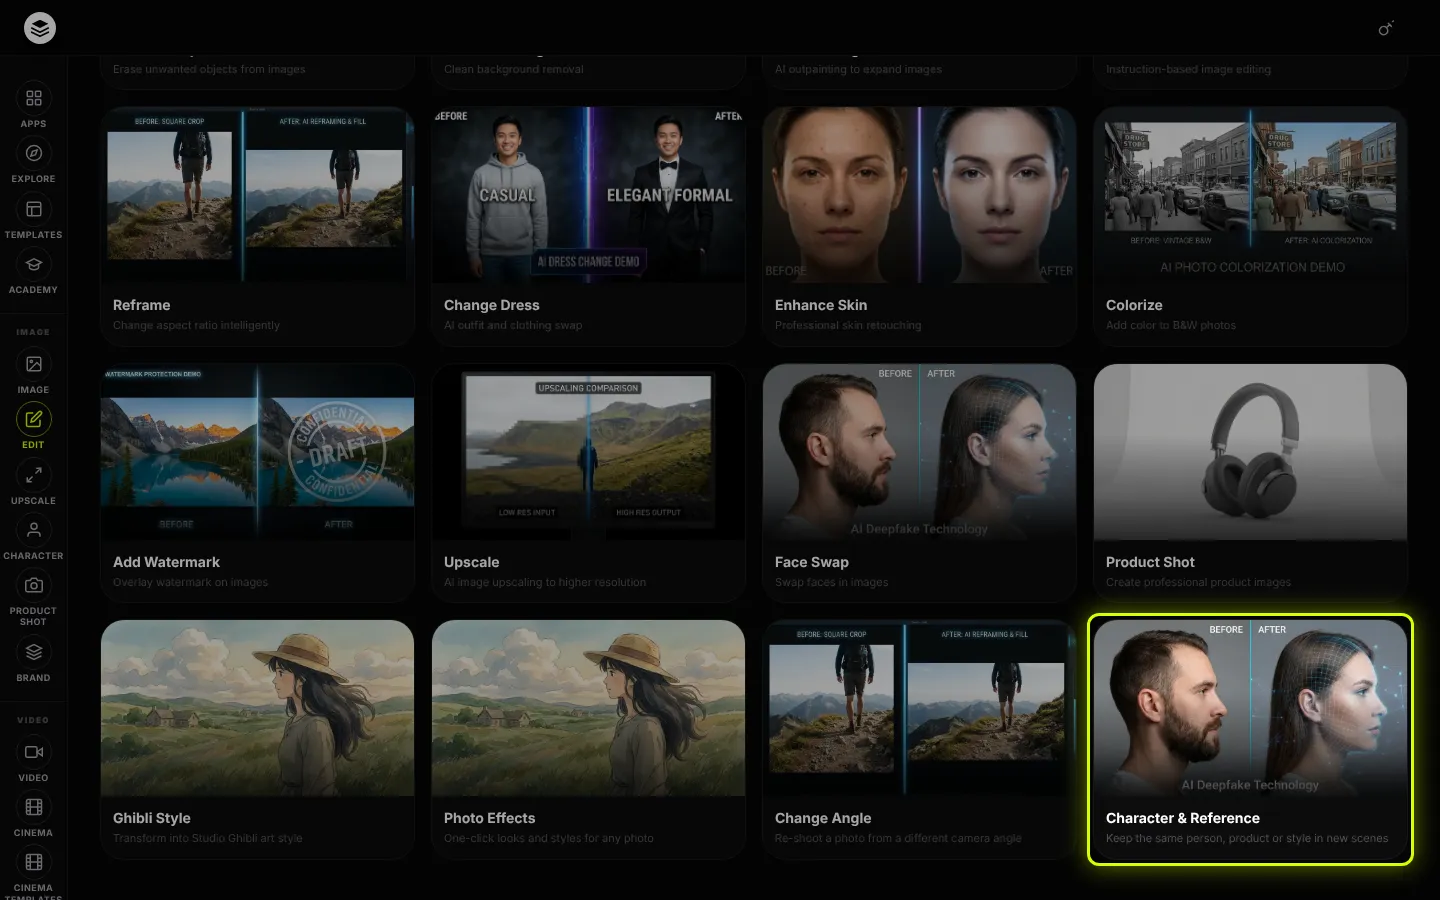 Erase unwanted objects from images
Clean background removal
AI outpainting to expand images
Instruction-based image editing
APPS
EXPLORE
TEMPLATES
ACADEMY
IMAGE
IMAGE
EDIT
UPSCALE
CHARACTER
PRODUCT
SHOT
BRAND
VIDEO
VIDEO
CINEMA
CINEMA
TEMPLATES
BEFORE: SQUARE CROP
AFTER: AI REFRAMING & FILL
Reframe
Change aspect ratio intelligently
BEFORE
AFTER
CASUAL
ELEGANT FORMAL
AI DRESS CHANGE DEMO
Change Dress
AI outfit and clothing swap
BEFORE
AFTER
Enhance Skin
Professional skin retouching
DRUG
STORE
DRUG
STORE
BEFORE: VINTAGE B&W
AFTER: AI COLORIZATION
AI PHOTO COLORIZATION DEMO
Colorize
Add color to B&W photos
WATERMARK PROTECTION DEMO
CONFIDENTIAL
DRAFT
CONFIDENTIAL
BEFORE
AFTER
Add Watermark
Overlay watermark on images
UPSCALING COMPARISON
LOW RES INPUT
HIGH RES OUTPUT
Upscale
AI image upscaling to higher resolution
BEFORE
AFTER
AI Deepfake Technology
Face Swap
Swap faces in images
Product Shot
Create professional product images
Ghibli Style
Transform into Studio Ghibli art style
Photo Effects
One-click looks and styles for any photo
BEFORE: SQUARE CROP
AFTER: AI REFRAMING & FILL
Change Angle
Re-shoot a photo from a different camera angle
BEFORE
AFTER
AI Deepfake Technology
Character & Reference
Keep the same person, product or style in new scenes